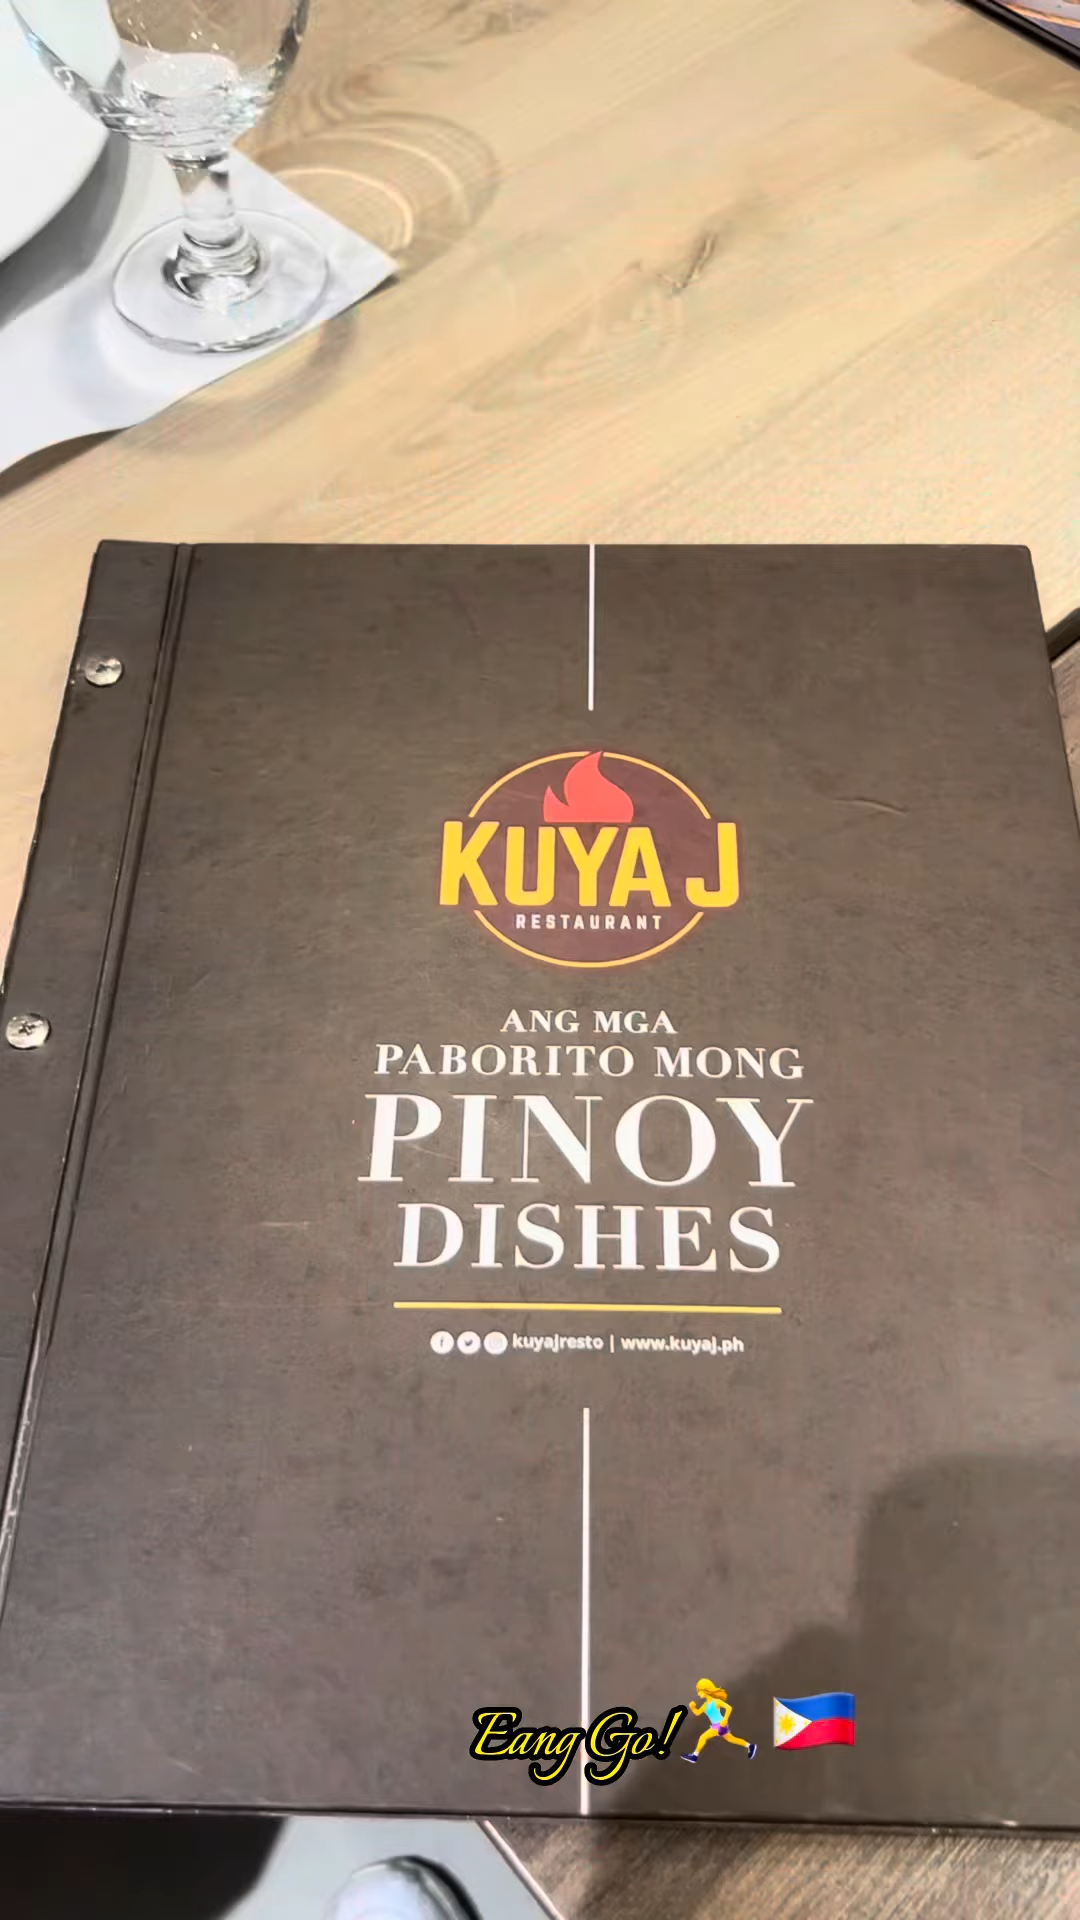 KUYA J
RESTAURANT
ANG MGA
PABORITO MONG
PINOY
DISHES
kuyajresto | www.kuyaj.ph
Eang Go!